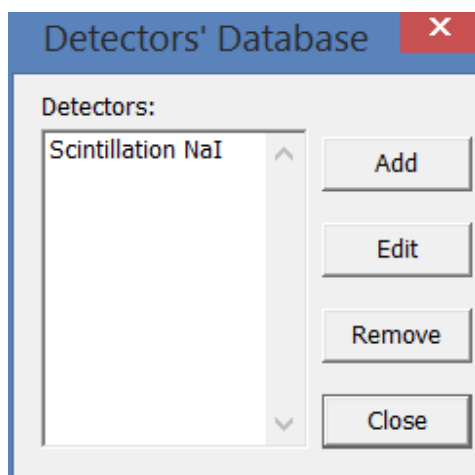 Detectors' Database
Detectors:
Scintillation NaI
Add
Edit
Remove
Close